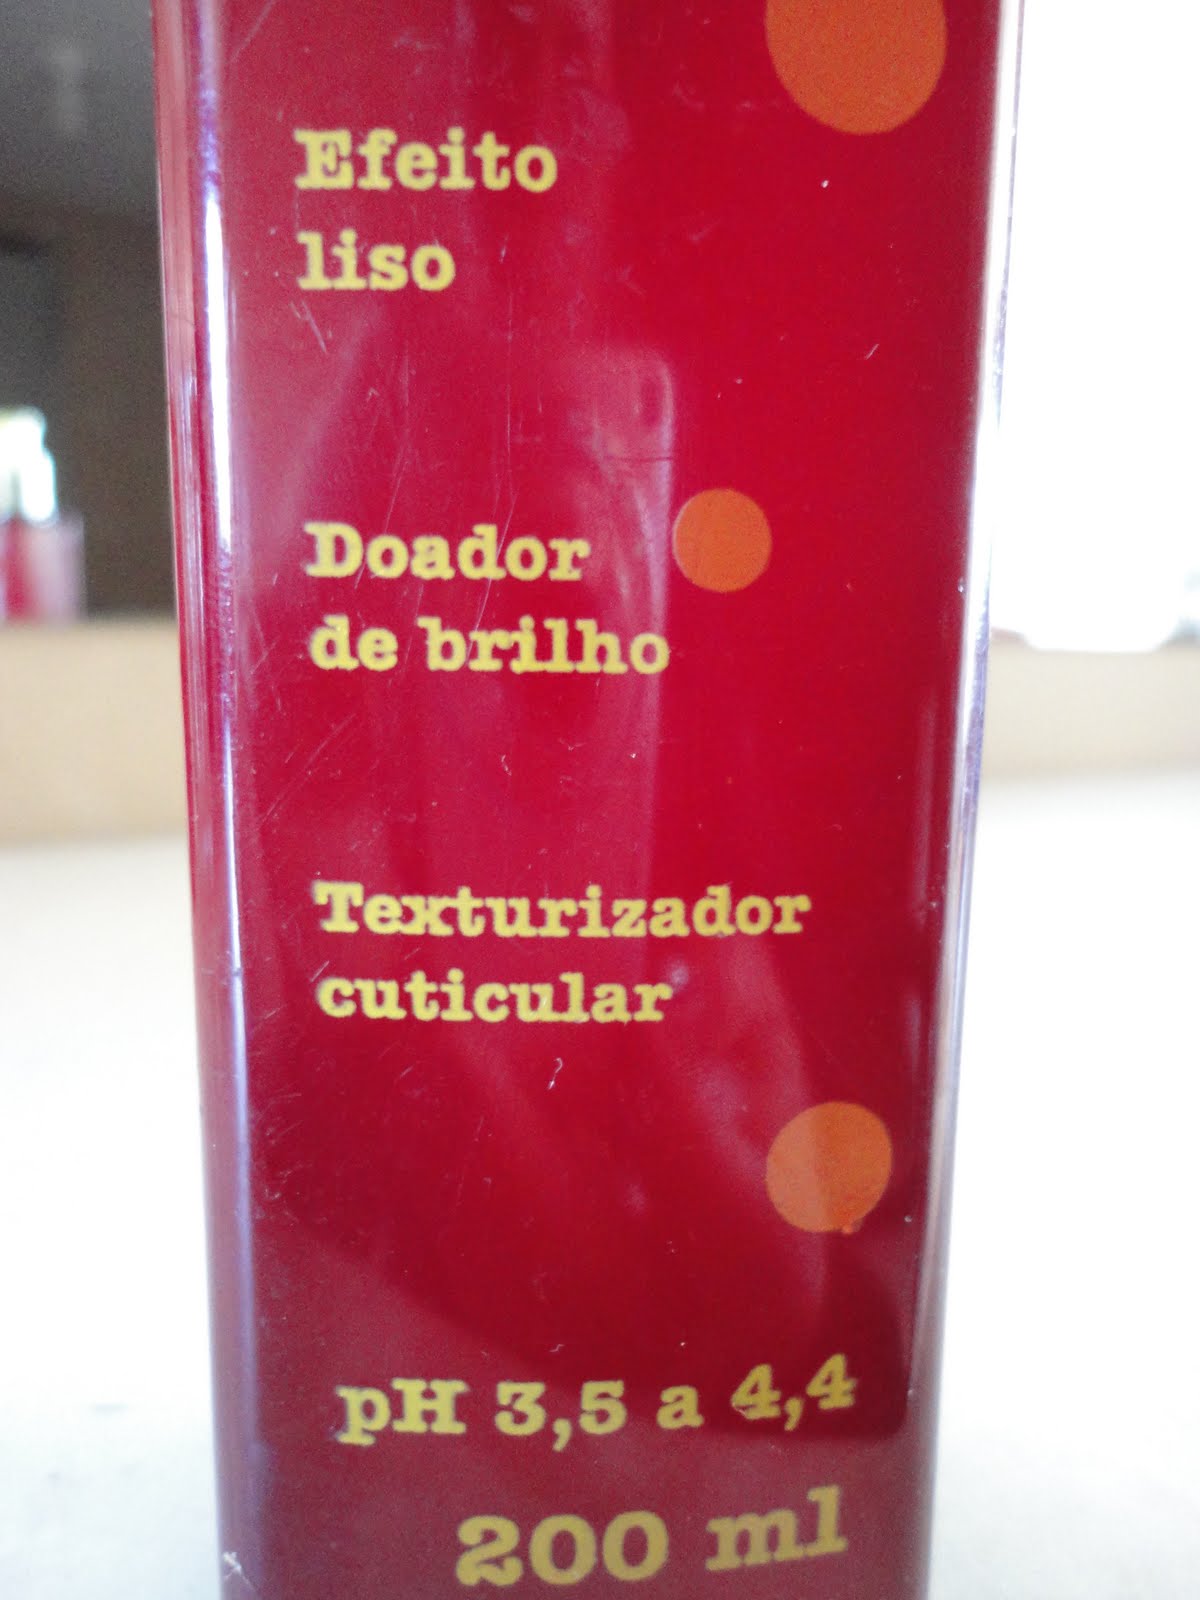 Efeito
liso
Doador
de brilho
Texturizador
cuticular
pH 3,5 a 4,4
200 ml